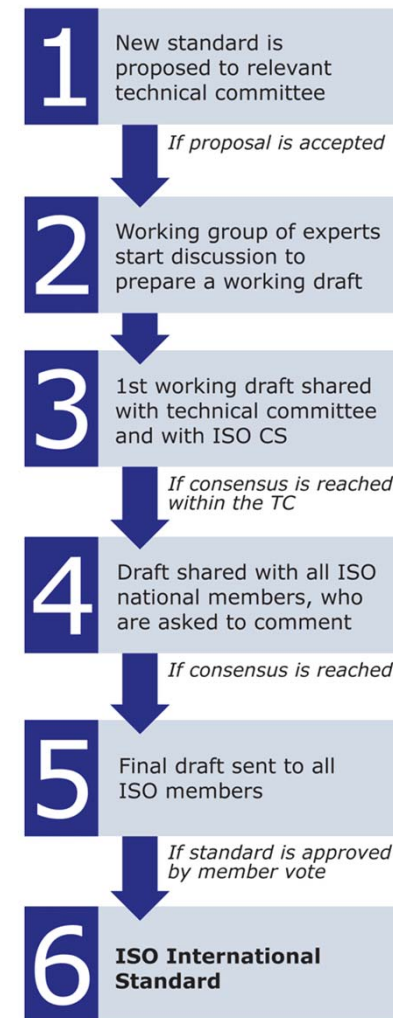 1
New standard is
proposed to relevant
technical committee
If proposal is accepted
2
Working group of experts
start discussion to
prepare a working draft
3
1st working draft shared
with technical committee
and with ISO CS
If consensus is reached
within the TC
4
Draft shared with all ISO
national members, who
are asked to comment
If consensus is reached
5
Final draft sent to all
ISO members
If standard is approved
by member vote
6
ISO International
Standard